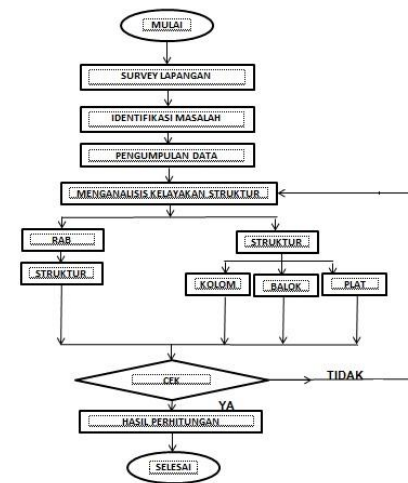 MULAI
SURVEY LAPANGAN
IDENTIFIKASI MASALAH
PENGUMPULAN DATA
MENGANALISIS KELAYAKAN STRUKTUR
RAB
STRUKTUR
STRUKTUR
KOLOM
BALOK
PLAT
CEK
TIDAK
YA
HASIL PERHITUNGAN
SELESAI